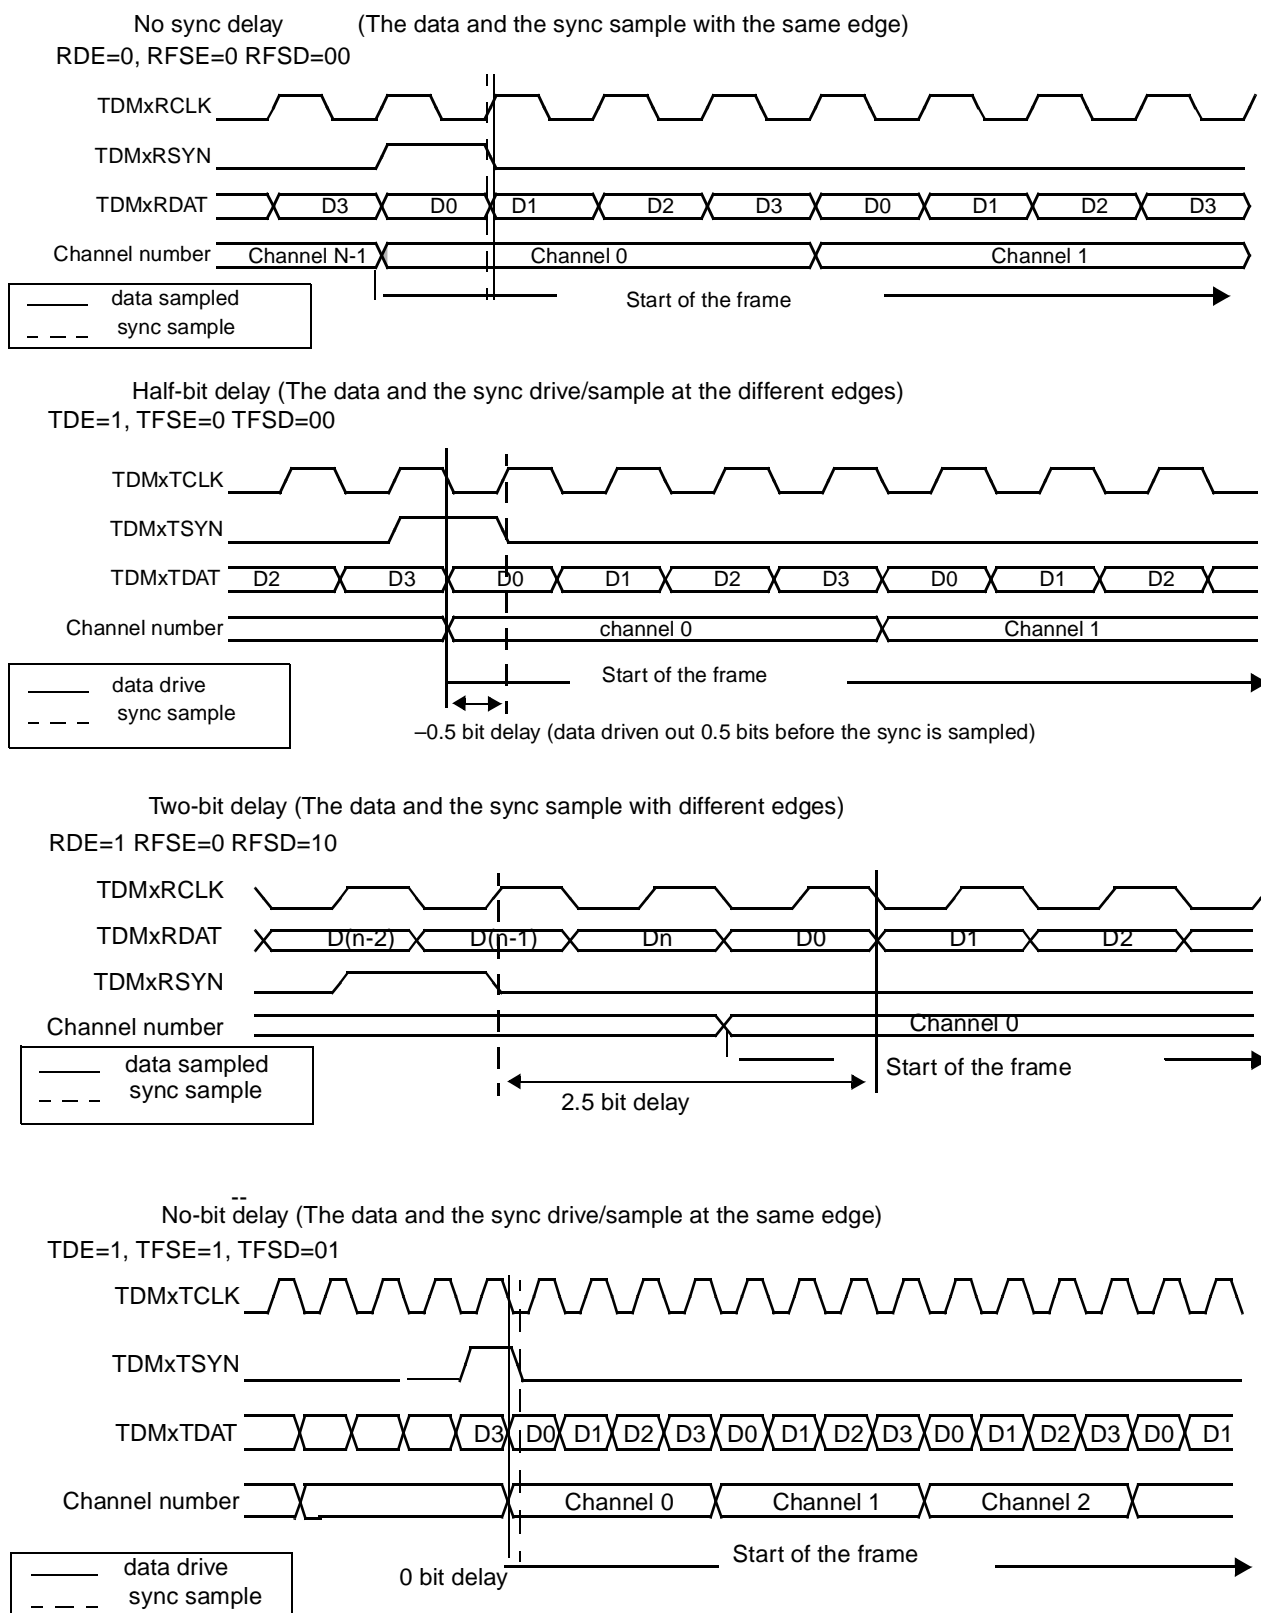 No sync delay (The data and the sync sample with the same edge)
RDE=0, RFSE=0 RFSD=00
TDMxRCLK
TDMxRSYN
TDMxRDAT D3 D0 D1 D2 D3 D0 D1 D2 D3
Channel number Channel N-1 Channel 0 Channel 1
data sampled
Start of the frame
sync sample
Half-bit delay (The data and the sync drive/sample at the different edges)
TDE=1, TFSE=0 TFSD=00
TDMxTCLK
TDMxTSYN
TDMxTDAT D2 D3 D0 D1 D2 D3 D0 D1 D2
Channel number channel 0 Channel 1
Start of the frame
data drive
sync sample
–0.5 bit delay (data driven out 0.5 bits before the sync is sampled)
Two-bit delay (The data and the sync sample with different edges)
RDE=1 RFSE=0 RFSD=10
TDMxRCLK
TDMxRDAT D(n-2) D(n-1) Dn D0 D1 D2
TDMxRSYN
Channel number Channel 0
data sampled Start of the frame
sync sample
2.5 bit delay
--
No-bit delay (The data and the sync drive/sample at the same edge)
TDE=1, TFSE=1, TFSD=01
TDMxTCLK
TDMxTSYN
TDMxTDAT D3 D0 D1 D2 D3 D0 D1 D2 D3 D0 D1 D2 D3 D0 D1
Channel number Channel 0 Channel 1 Channel 2
Start of the frame
data drive
0 bit delay
sync sample